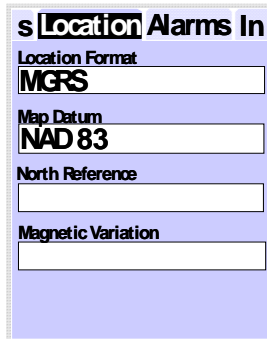 s Location Alarms In
Location Format
MGRS
Map Datum
NAD 83
North Reference
Magnetic Variation